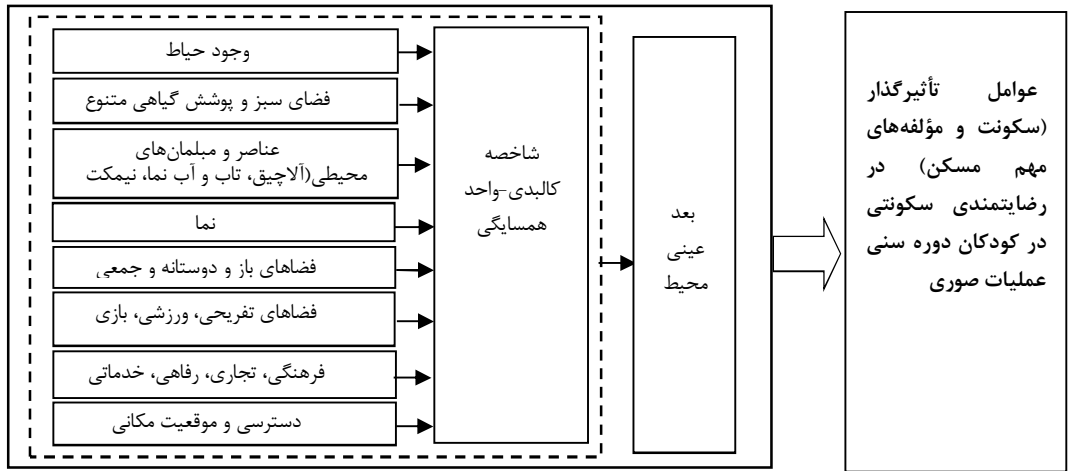 وجود حیاط
فضای سبز و پوشش گیاهی متنوع
عناصر و مبلمان‌های
محیطی(آلاچیق، تاب و آب نما، نیمکت
نما
فضاهای باز و دوستانه و جمعی
فضاهای تفریحی، ورزشی، بازی
فرهنگی، تجاری، رفاهی، خدماتی
دسترسی و موقعیت مکانی
شاخصه
کالبدی-واحد
همسایگی
بعد
عینی
محیط
عوامل تأثیرگذار
(سکونت و مؤلفه‌های
مهم مسکن) در
رضایتمندی سکونتی
در کودکان دوره سنی
عملیات صوری